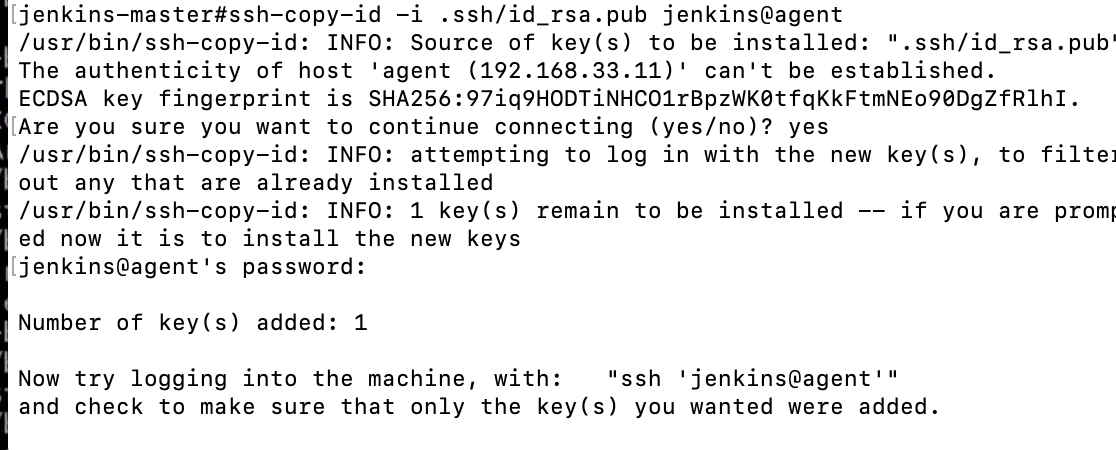 [jenkins-master#ssh-copy-id -i .ssh/id_rsa.pub jenkins@agent
/usr/bin/ssh-copy-id: INFO: Source of key(s) to be installed: ".ssh/id_rsa.pub"
The authenticity of host 'agent (192.168.33.11)' can't be established.
ECDSA key fingerprint is SHA256:97iq9HODTiNHCO1rBpzWK0tfqKkFtmNEo90DgZfRlhI.
[Are you sure you want to continue connecting (yes/no)? yes
/usr/bin/ssh-copy-id: INFO: attempting to log in with the new key(s), to filter
out any that are already installed
/usr/bin/ssh-copy-id: INFO: 1 key(s) remain to be installed -- if you are promp
ed now it is to install the new keys
[jenkins@agent's password:
Number of key(s) added: 1
Now try logging into the machine, with:   "ssh 'jenkins@agent'"
and check to make sure that only the key(s) you wanted were added.